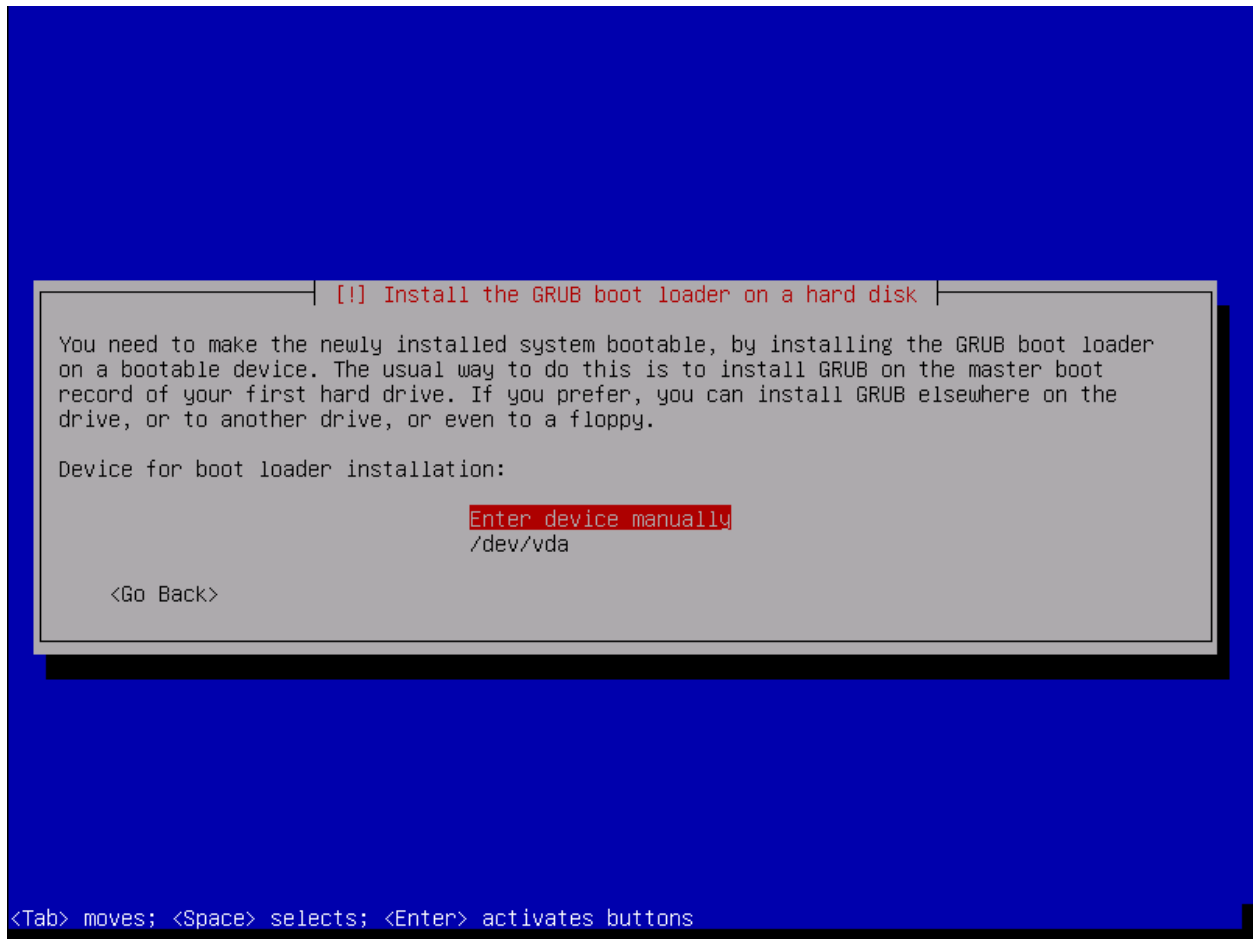 [!] Install the GRUB boot loader on a hard disk
You need to make the newly installed system bootable, by installing the GRUB boot loader
on a bootable device. The usual way to do this is to install GRUB on the master boot
record of your first hard drive. If you prefer, you can install GRUB elsewhere on the
drive, or to another drive, or even to a floppy.
Device for boot loader installation:
Enter device manually
/dev/vda
<Go Back>
<Tab> moves; <Space> selects; <Enter> activates buttons